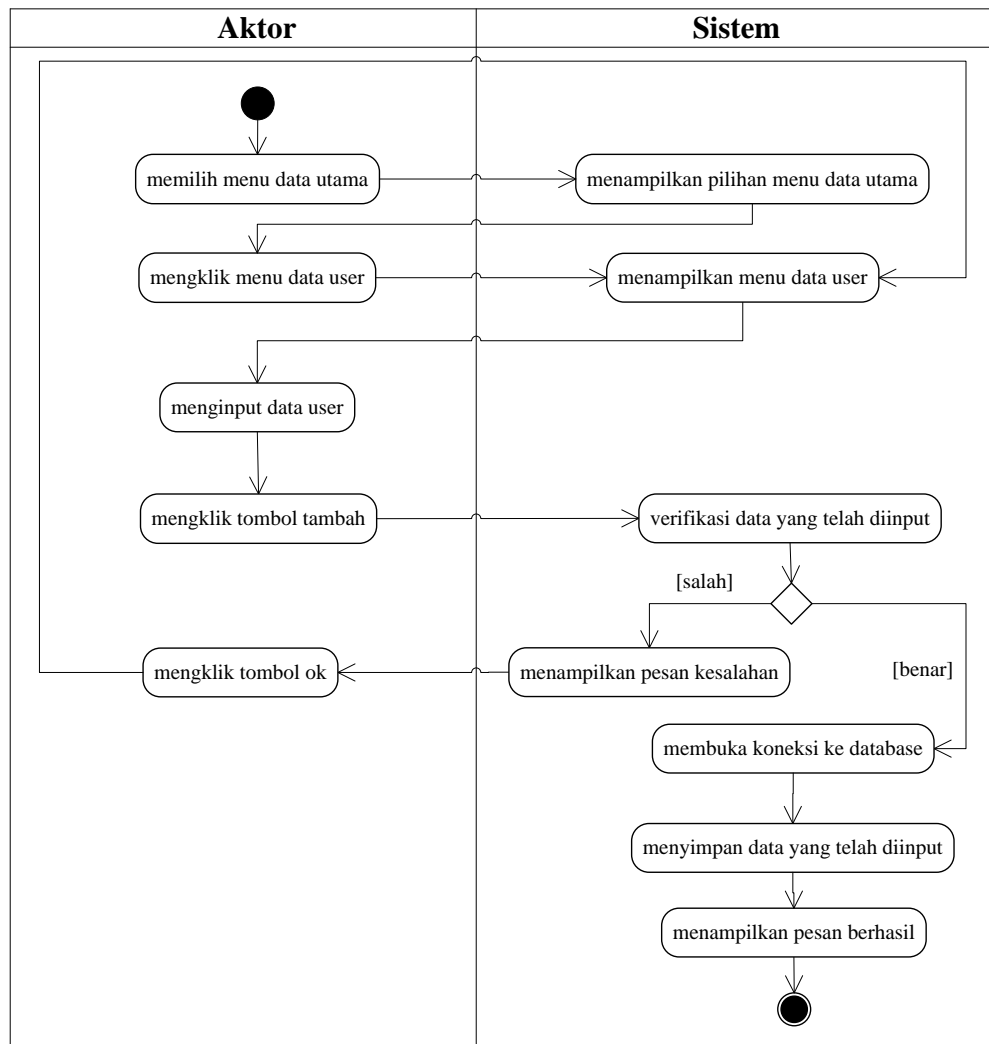 Aktor
Sistem
memilih menu data utama
menampilkan pilihan menu data utama
mengklik menu data user
menampilkan menu data user
menginput data user
mengklik tombol tambah
verifikasi data yang telah diinput
[salah]
mengklik tombol ok
menampilkan pesan kesalahan
[benar]
membuka koneksi ke database
menyimpan data yang telah diinput
menampilkan pesan berhasil